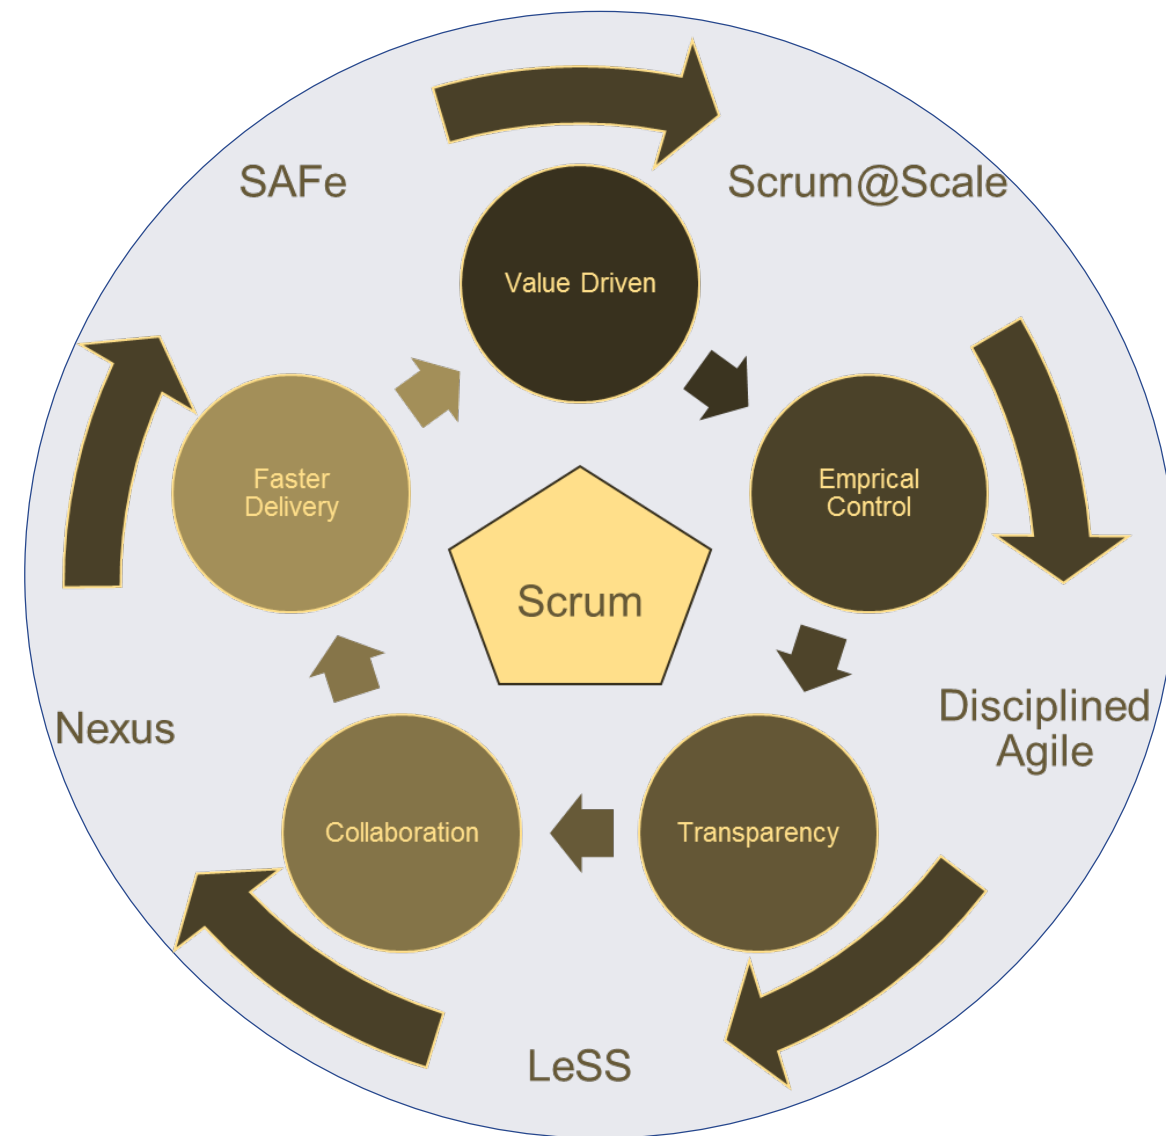 SAFe
Scrum@Scale
Value Driven
Faster
Delivery
Emprical
Control
Scrum
Nexus
Disciplined
Agile
Collaboration
Transparency
LeSS